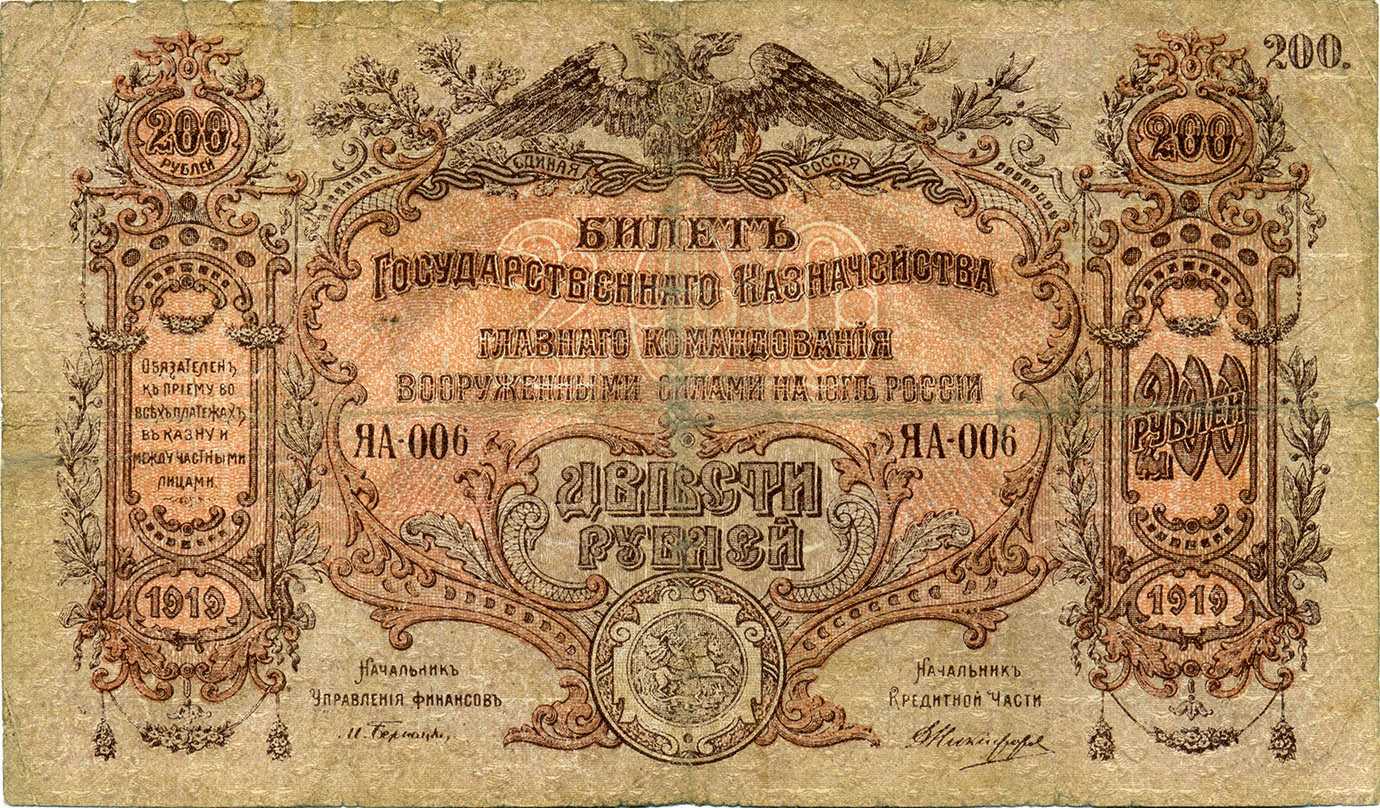 200.
200
РУБЛЕЙ
ЕДИНАЯ РОССІЯ
200
БИЛЕТЪ
ГОСУДАРСТВЕННАГО КАЗНАЧЕЙСТВА
ГЛАВНАГО КОМАНДОВАНІЯ
ВООРУЖЕННЫМИ СИЛАМИ НА ЮГѢ РОССІИ
200
ОБЯЗАТЕЛЕНЪ
КЪ ПРІЕМУ ВО
ВСѢХЪ ПЛАТЕЖАХЪ
ВЪ КАЗНУ И
МЕЖДУ ЧАСТНЫМИ
ЛИЦАМИ
200
РУБЛЕЙ
ЯА-006 ЯА-006
ДВѢСТИ
РУБЛЕЙ
1919 1919
НАЧАЛЬНИКЪ
УПРАВЛЕНІЯ ФИНАНСОВЪ
НАЧАЛЬНИКЪ
КРЕДИТНОЙ ЧАСТИ